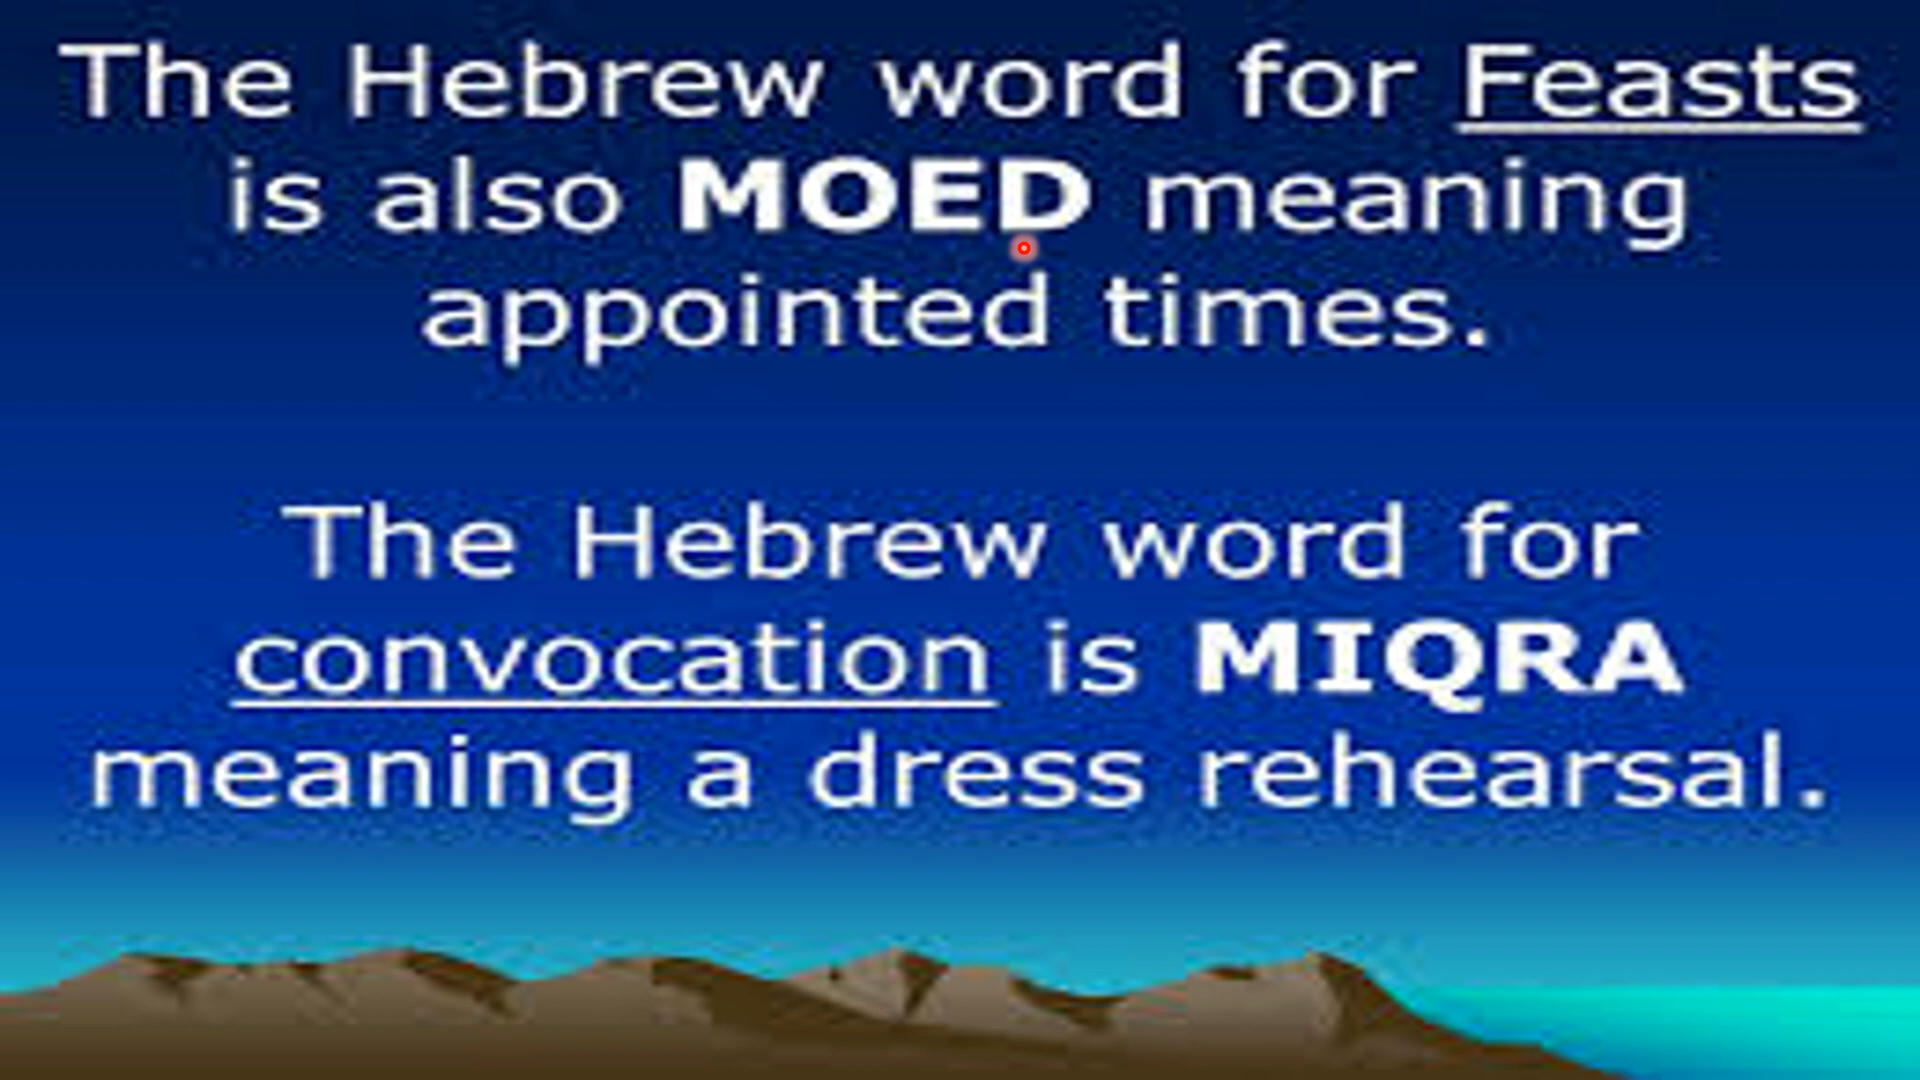 The Hebrew word for Feasts
is also MOED meaning
appointed times.
The Hebrew word for
convocation is MIQRA
meaning a dress rehearsal.